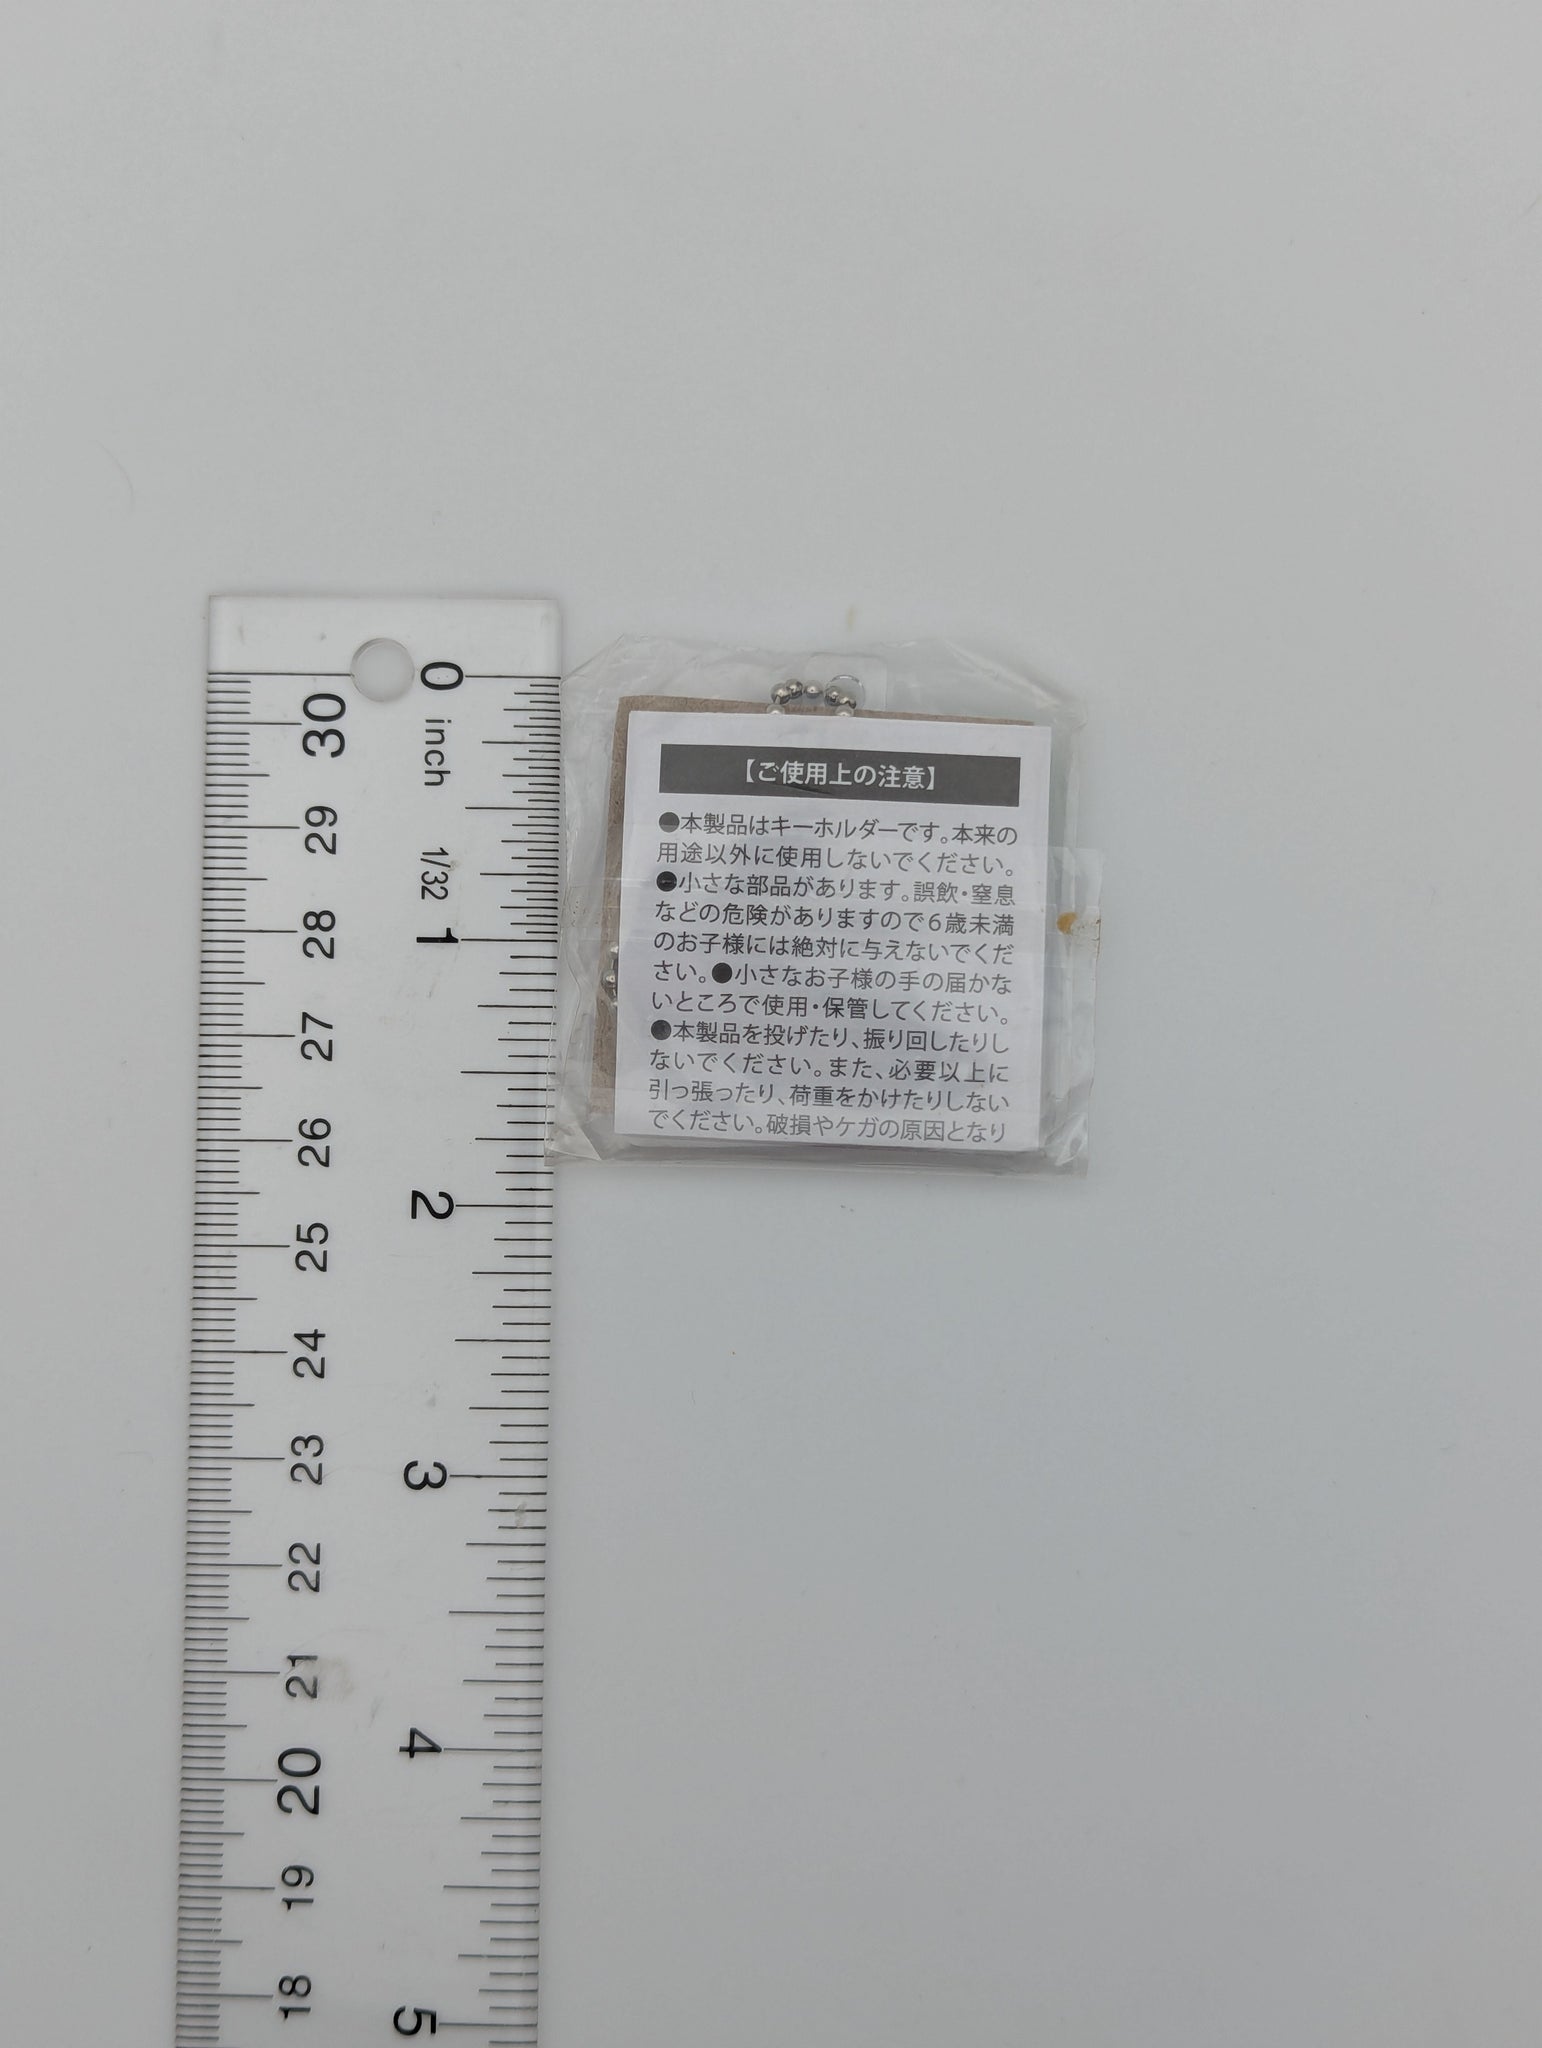 0
inch
1/32
1
2
3
4
5
30
29
28
27
26
25
24
23
22
21
20
19
18
【ご使用上の注意】
●本製品はキーホルダーです。本来の
用途以外に使用しないでください。
●小さな部品があります。誤飲・窒息
などの危険がありますので６歳未満
のお子様には絶対に与えないでくだ
さい。●小さなお子様の手の届かな
いところで使用・保管してください。
●本製品を投げたり、振り回したりし
ないでください。また、必要以上に
引っ張ったり、荷重をかけたりしない
でください。破損やケガの原因となり